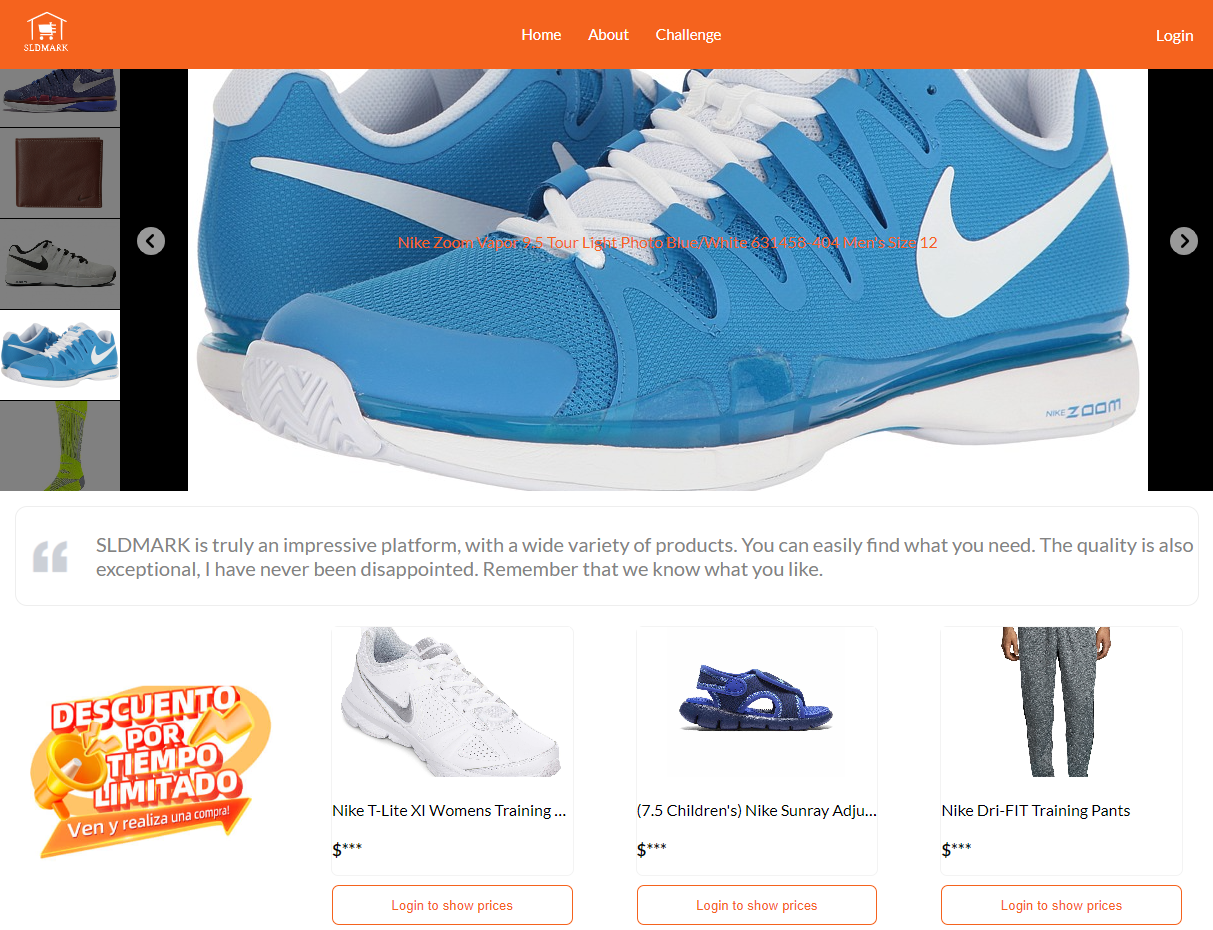 SLDMARK
Home
About
Challenge
Login
Nike Zoom Vapor 9.5 Tour Light Photo Blue/White 631458-404 Men's Size 12
NIKE ZOOM
SLDMARK is truly an impressive platform, with a wide variety of products. You can easily find what you need. The quality is also
exceptional, I have never been disappointed. Remember that we know what you like.
DESCUENTO
POR
TIEMPO
LIMITADO
Ven y realiza una compra!
Nike T-Lite XI Womens Training ...
$***
Login to show prices
(7.5 Children's) Nike Sunray Adju...
$***
Login to show prices
Nike Dri-FIT Training Pants
$***
Login to show prices